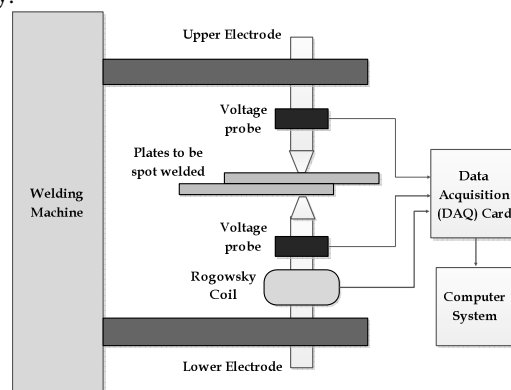 y.
Upper Electrode
Voltage
probe
Plates to be
spot welded
Welding
Machine
Data
Acquisition
(DAQ) Card
Voltage
probe
Rogowsky
Coil
Computer
System
Lower Electrode